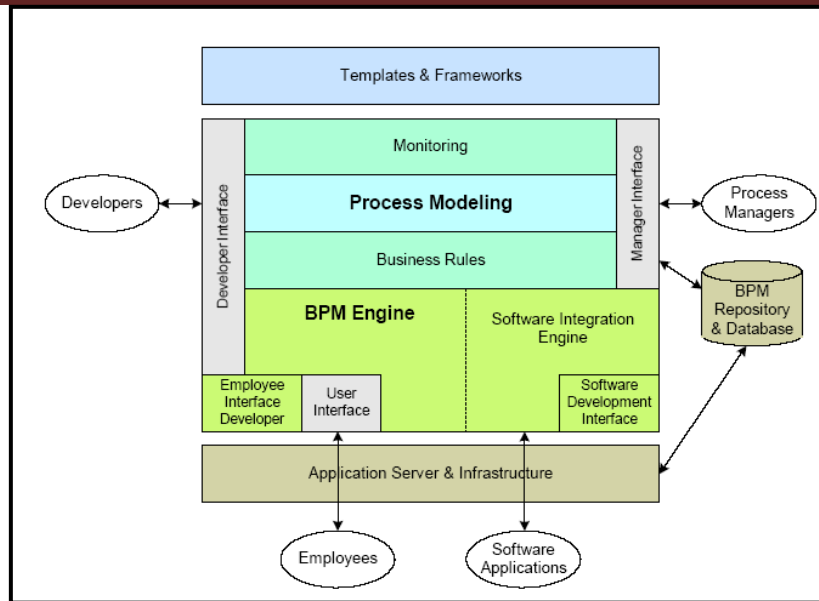 Templates & Frameworks
Monitoring
Developer Interface
Manager Interface
Developers
Process Modeling
Process
Managers
Business Rules
BPM
Repository
& Database
BPM Engine
Software Integration
Engine
Employee
Interface
Developer
User
Interface
Software
Development
Interface
Application Server & Infrastructure
Employees
Software
Applications